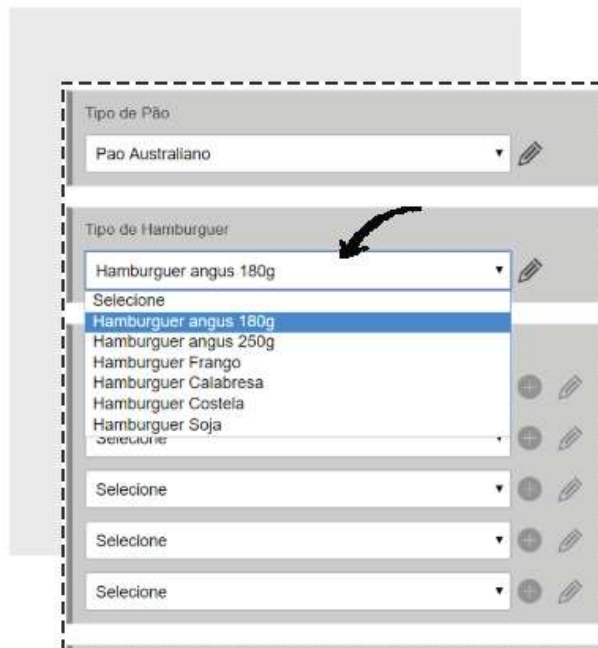 Tipo de Pão
Pao Australiano
Tipo de Hamburguer
Hamburguer angus 180g
Selecione
Hamburguer angus 180g
Hamburguer angus 250g
Hamburguer Frango
Hamburguer Calabresa
Hamburguer Costela
Hamburguer Soja
Selecione
Selecione
Selecione
Selecione